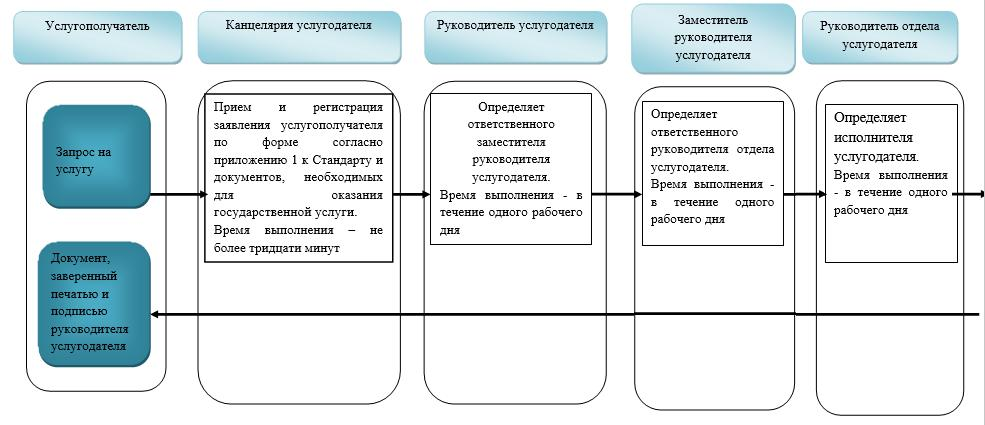 Услугополучатель
Канцелярия услугодателя
Руководитель услугодателя
Заместитель
руководителя
услугодателя
Руководитель отдела
услугодателя
Запрос на
услугу
Прием и регистрация
заявления услугополучателя
по форме согласно
приложению 1 к Стандарту и
документов, необходимых
для оказания
государственной услуги.
Время выполнения – не
более тридцати минут
Определяет
ответственного
заместителя
руководителя
услугодателя.
Время выполнения - в
течение одного рабочего
дня
Определяет
ответственного
руководителя отдела
услугодателя.
Время выполнения -
в течение одного
рабочего дня
Определяет
исполнителя
услугодателя.
Время выполнения
- в течение одного
рабочего дня
Документ,
заверенный
печатью и
подписью
руководителя
услугодателя